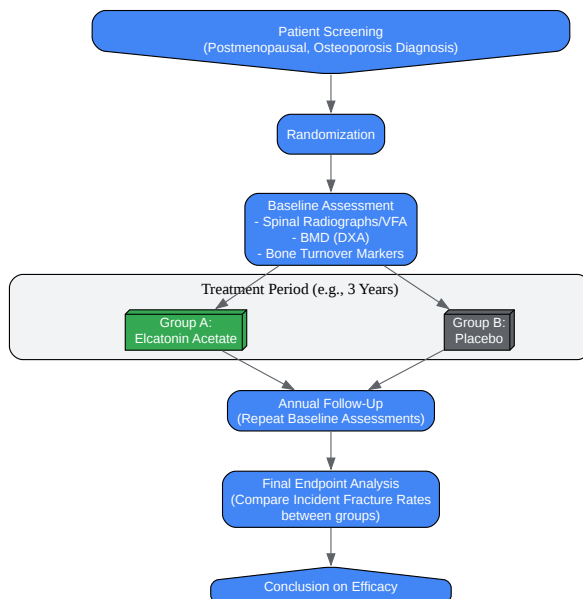 Patient Screening
(Postmenopausal, Osteoporosis Diagnosis)
Randomization
Baseline Assessment
- Spinal Radiographs/VFA
- BMD (DXA)
- Bone Turnover Markers
Treatment Period (e.g., 3 Years)
Group A:
Elcatonin Acetate
Group B:
Placebo
Annual Follow-Up
(Repeat Baseline Assessments)
Final Endpoint Analysis
(Compare Incident Fracture Rates
between groups)
Conclusion on Efficacy